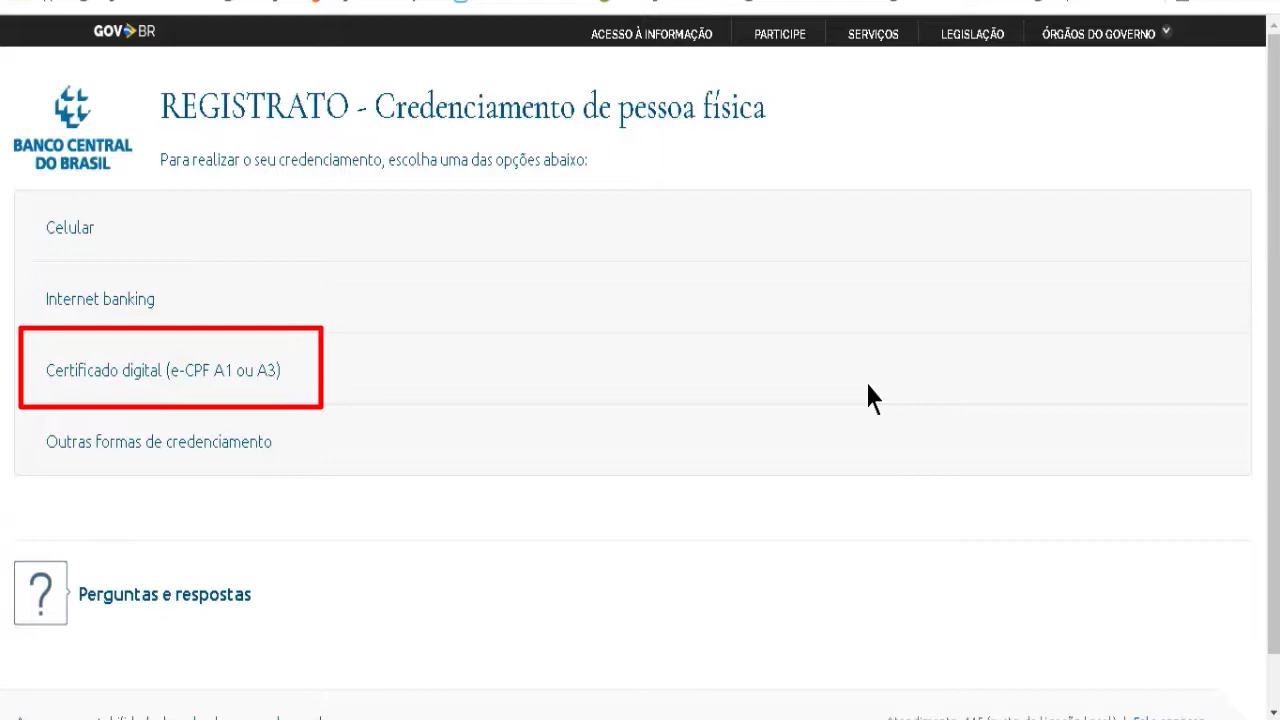 GOV BR
ACESSO À INFORMAÇÃO PARTICIPE SERVIÇOS LEGISLAÇÃO ÓRGÃOS DO GOVERNO
BANCO CENTRAL
DO BRASIL
REGISTRATO - Credenciamento de pessoa física
Para realizar o seu credenciamento, escolha uma das opções abaixo:
Celular
Internet banking
Certificado digital (e-CPF A1 ou A3)
Outras formas de credenciamento
?
Perguntas e respostas